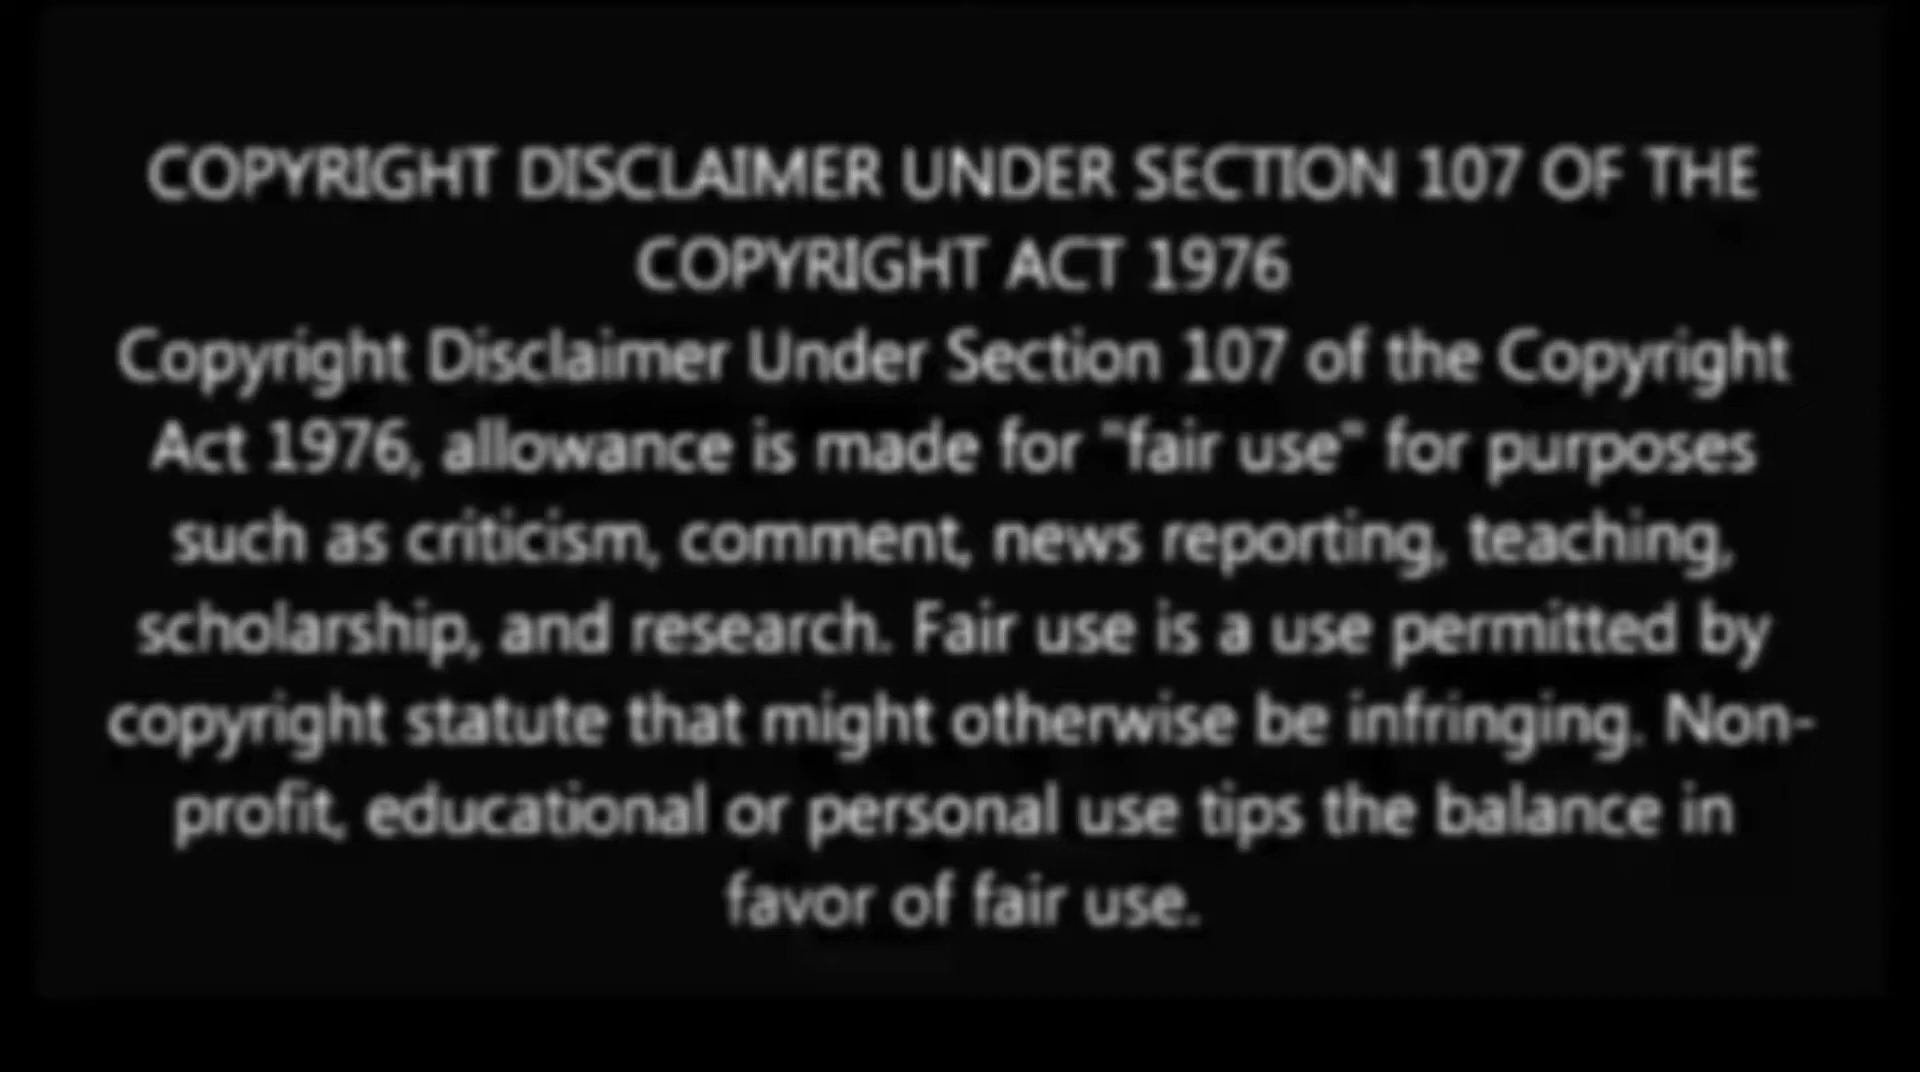 COPYRIGHT DISCLAIMER UNDER SECTION 107 OF THE
COPYRIGHT ACT 1976
Copyright Disclaimer Under Section 107 of the Copyright
Act 1976, allowance is made for "fair use" for purposes
such as criticism, comment, news reporting, teaching,
scholarship, and research. Fair use is a use permitted by
copyright statute that might otherwise be infringing. Non-
profit, educational or personal use tips the balance in
favor of fair use.